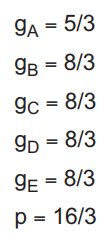 gA = 5/3
gB = 8/3
gC = 8/3
gD = 8/3
gE = 8/3
p = 16/3